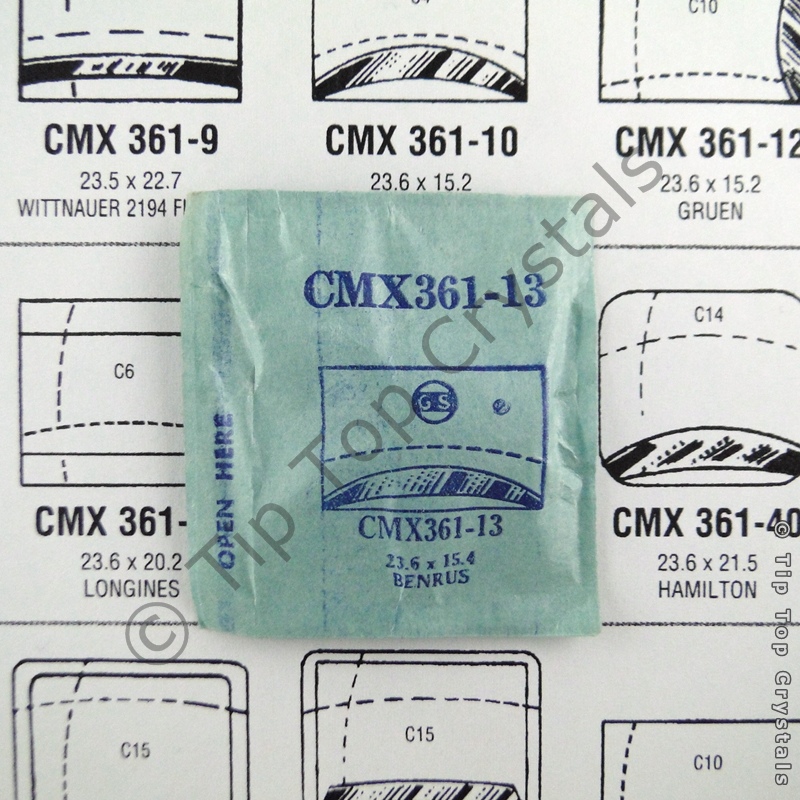 C10
CMX 361-9
23.5 x 22.7
WITTNAUER 2194
CMX 361-10
23.6 x 15.2
CMX 361-12
23.6 x 15.2
GRUEN
CMX361-13
GS
OPEN HERE
CMX361-13
23.6 x 15.4
BENRUS
C6
CMX 361-
23.6 x 20.2
LONGINES
C14
CMX 361-40
23.6 x 21.5
HAMILTON
C15
C15
C10
© Tip Top Crystals
© Tip Top Crystals